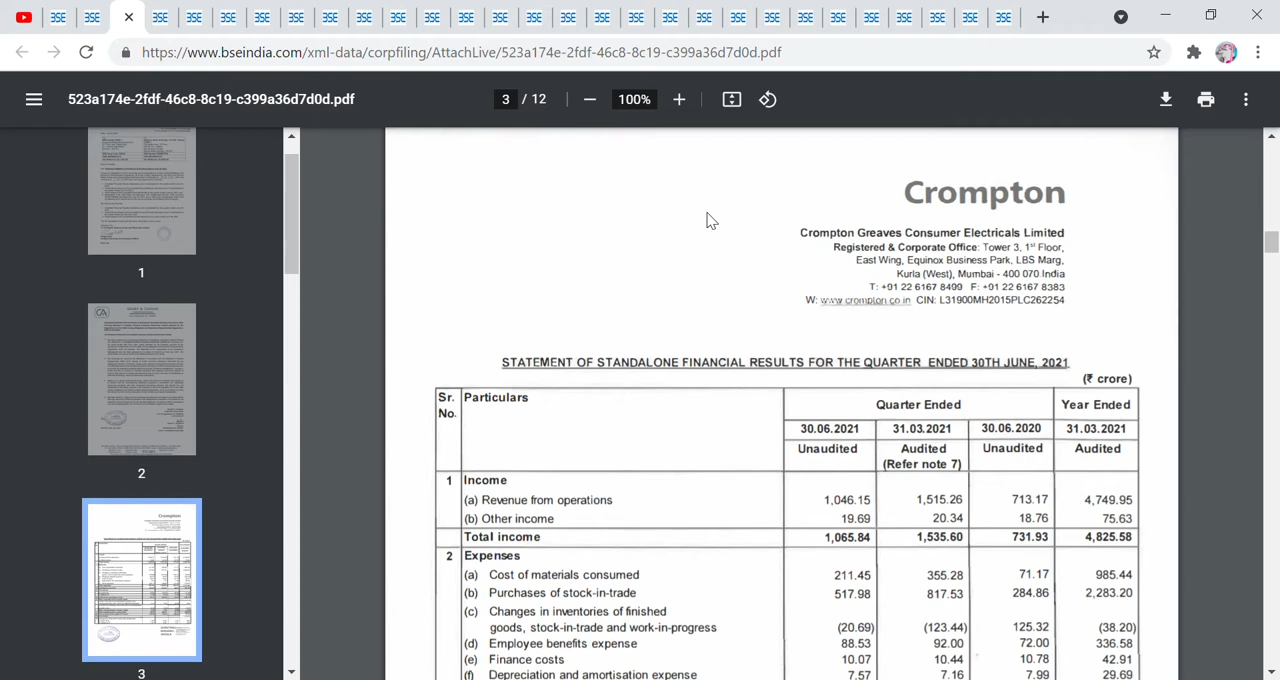 https://www.bseindia.com/xml-data/corpfiling/AttachLive/523a174e-2fdf-46c8-8c19-c399a36d7d0d.pdf
523a174e-2fdf-46c8-8c19-c399a36d7d0d.pdf
3 / 12
100%
1
2
3
Crompton
Crompton Greaves Consumer Electricals Limited
Registered & Corporate Office: Tower 3, 1st Floor,
East Wing, Equinox Business Park, LBS Marg,
Kurla (West), Mumbai - 400 070 India
T: +91 22 6167 8499 F: +91 22 6167 8383
W: www.crompton.co.in CIN: L31900MH2015PLC262254
STATEMENT OF STANDALONE FINANCIAL RESULTS FOR THE QUARTER ENDED 30TH JUNE, 2021
(₹ crore)
Sr. No. Particulars Quarter Ended Year Ended
30.06.2021 31.03.2021 30.06.2020 31.03.2021
Unaudited Audited (Refer note 7) Unaudited Audited
1 Income
(a) Revenue from operations 1,046.15 1,515.26 713.17 4,749.95
(b) Other income 19.69 20.34 18.76 75.63
Total income 1,065.84 1,535.60 731.93 4,825.58
2 Expenses
(a) Cost of materials consumed 211.45 355.28 71.17 985.44
(b) Purchases of stock-in-trade 517.98 817.53 284.86 2,283.20
(c) Changes in inventories of finished
goods, stock-in-trade and work-in-progress (20.69) (123.44) 125.32 (38.20)
(d) Employee benefits expense 88.53 92.00 72.00 336.58
(e) Finance costs 10.07 10.44 10.78 42.91
(f) Depreciation and amortisation expense 7.57 7.16 7.99 29.69